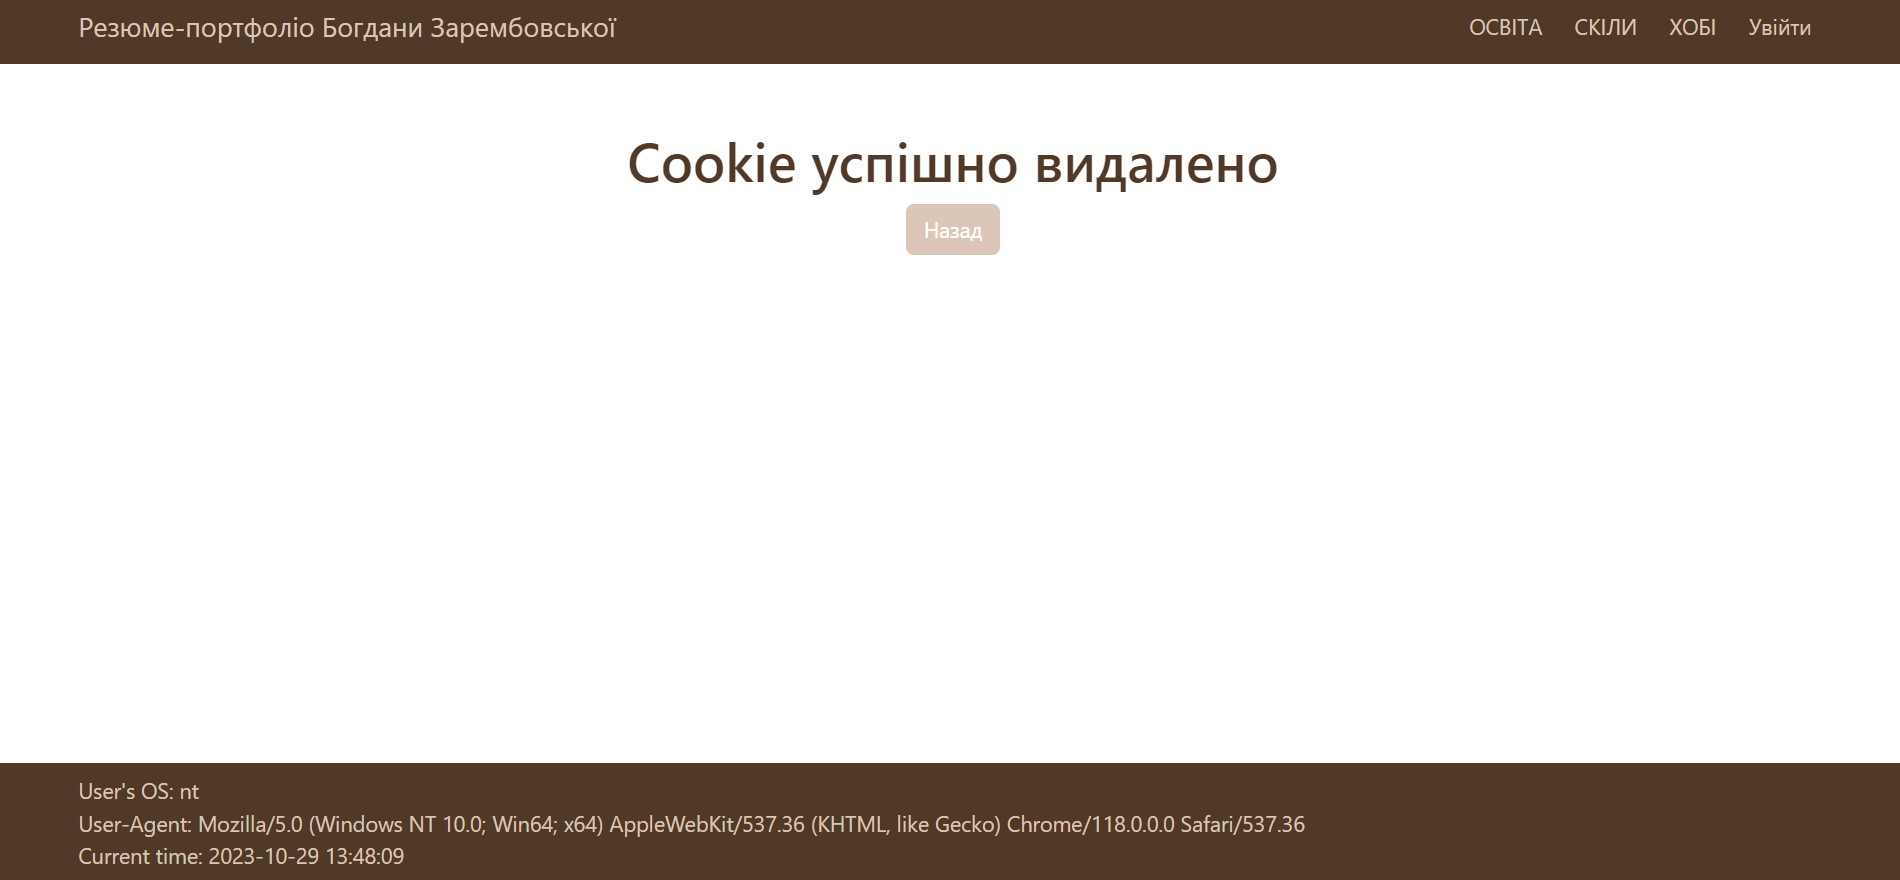 Резюме-портфоліо Богдани Зарембовської
ОСВІТА СКІЛИ ХОБІ Увійти
Cookie успішно видалено
Назад
User's OS: nt
User-Agent: Mozilla/5.0 (Windows NT 10.0; Win64; x64) AppleWebKit/537.36 (KHTML, like Gecko) Chrome/118.0.0.0 Safari/537.36
Current time: 2023-10-29 13:48:09